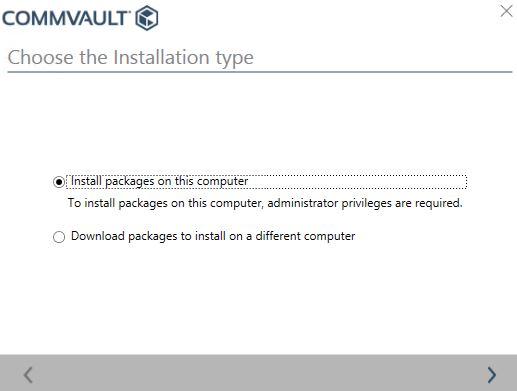 COMMVAULT
Choose the Installation type
Install packages on this computer
To install packages on this computer, administrator privileges are required.
Download packages to install on a different computer